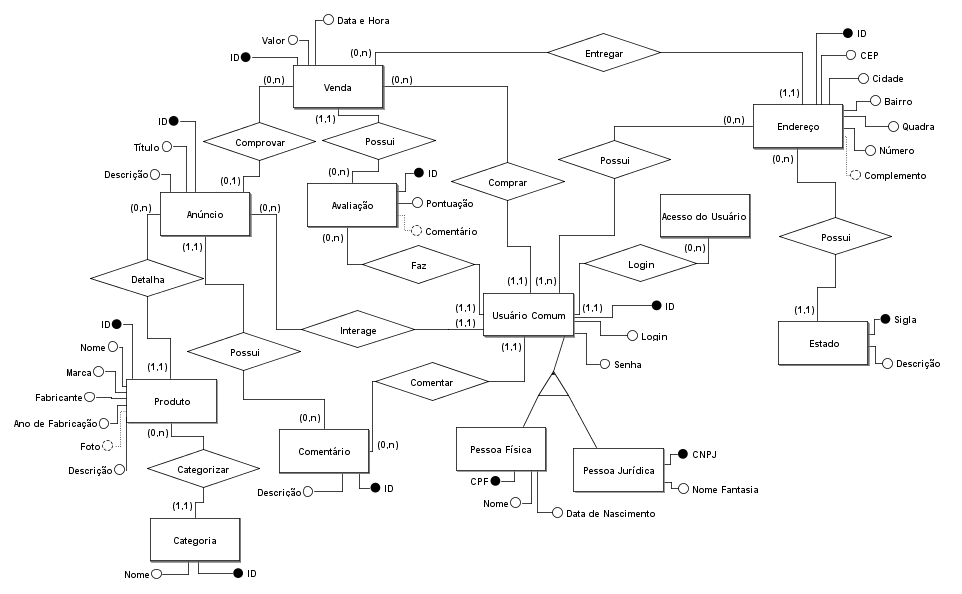 Data e Hora
Valor
ID
ID
(0,n)
Entregar
CEP
(0,n)
(0,n)
Cidade
Venda
(1,1)
Bairro
ID
(1,1)
(0,n)
Endereço
Quadra
Título
Comprovar
Possui
Número
Possui
(0,n)
Descrição
(0,1)
(0,n)
ID
Comprar
Complemento
(0,n)
Anúncio
(0,n)
Avaliação
Pontuação
Acesso do Usuário
Comentário
(1,1)
(0,n)
(0,n)
Possui
Detalha
Faz
Login
(1,1)
(1,n)
(1,1)
(1,1)
ID
(1,1)
Usuário Comum
Sigla
ID
Interage
(1,1)
Login
Estado
Nome
Possui
(1,1)
Senha
Descrição
(1,1)
Marca
Comentar
Fabricante
Produto
Ano de Fabricação
(0,n)
(0,n)
Foto
(0,n)
Comentário
Pessoa Física
CNPJ
Descrição
Categorizar
Pessoa Jurídica
CPF
Descrição
ID
Nome Fantasia
(1,1)
Nome
Data de Nascimento
Categoria
Nome
ID